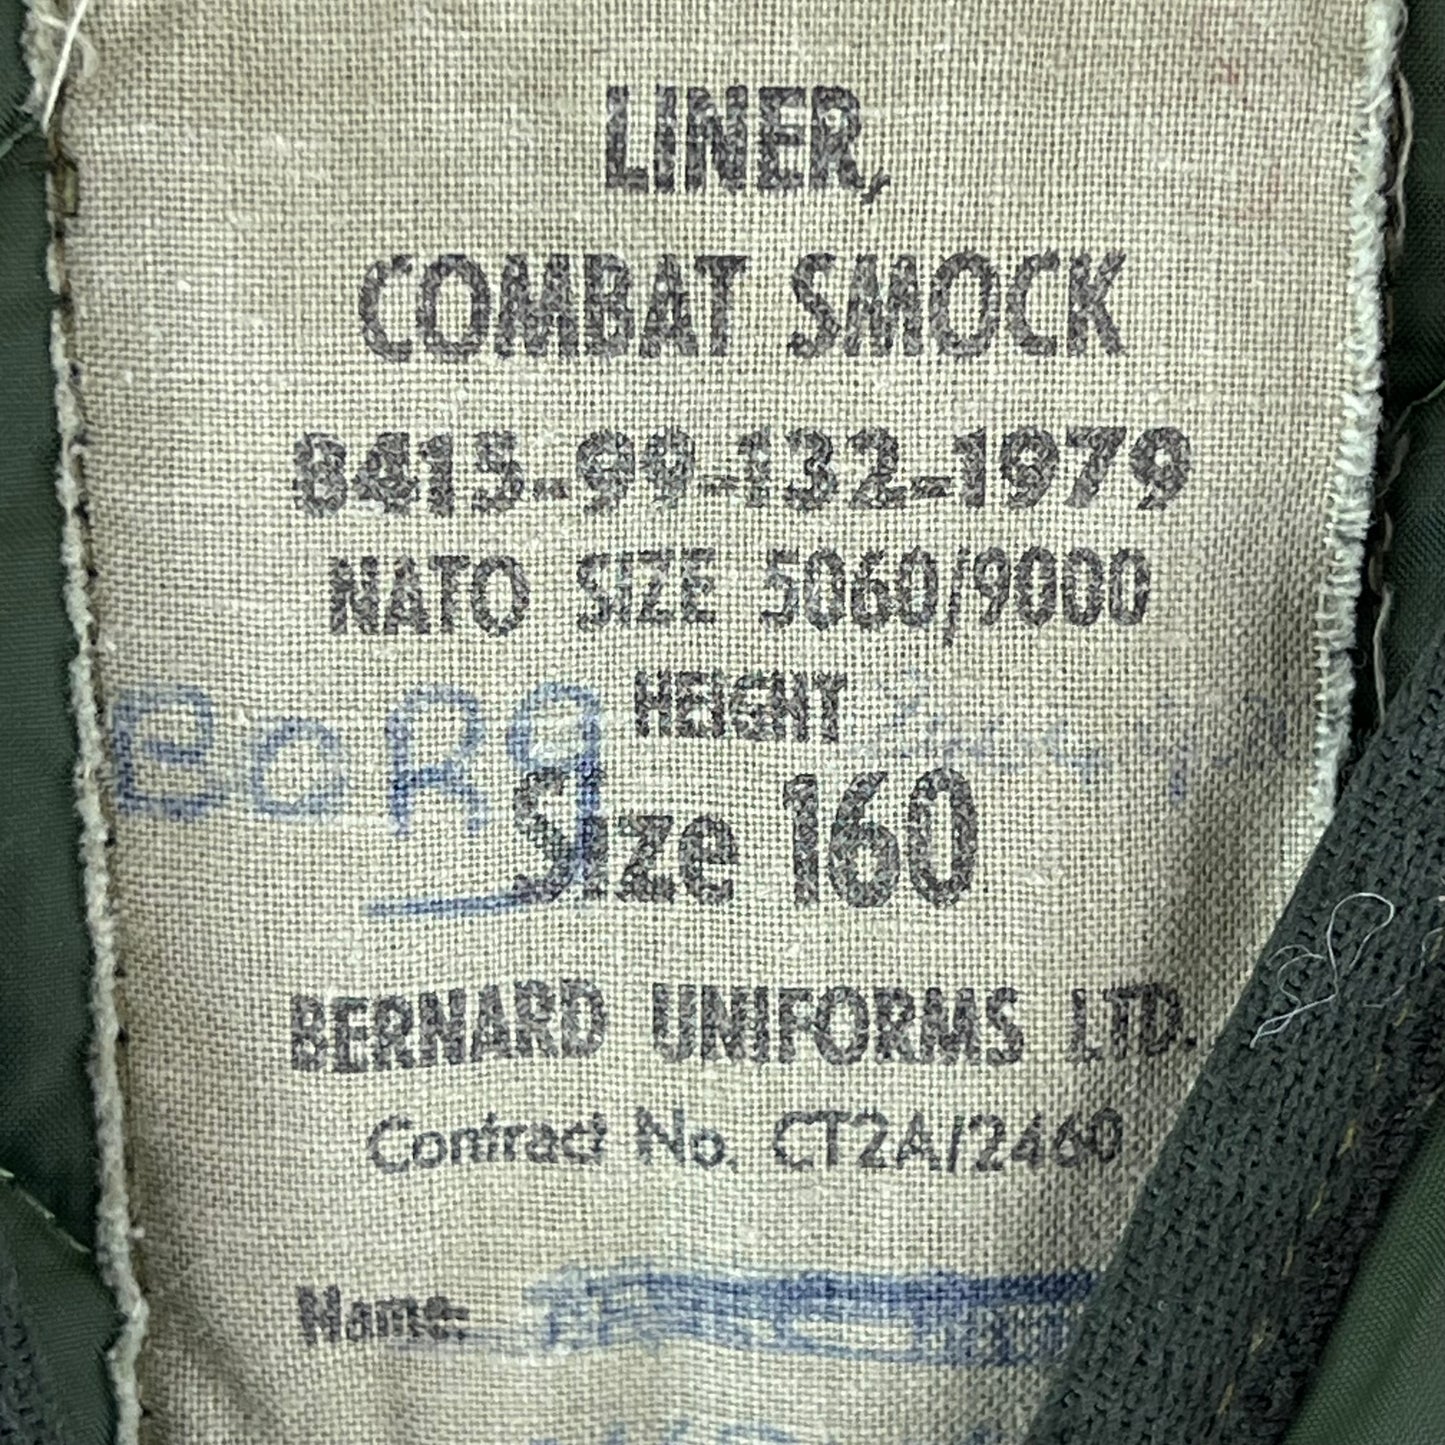 LINER,
COMBAT SMOCK
8415-99-132-1979
NATO SIZE 5060/9000
HEIGHT
Size 160
BERNARD UNIFORMS LTD.
Contract No. CT2A/2460
Name: